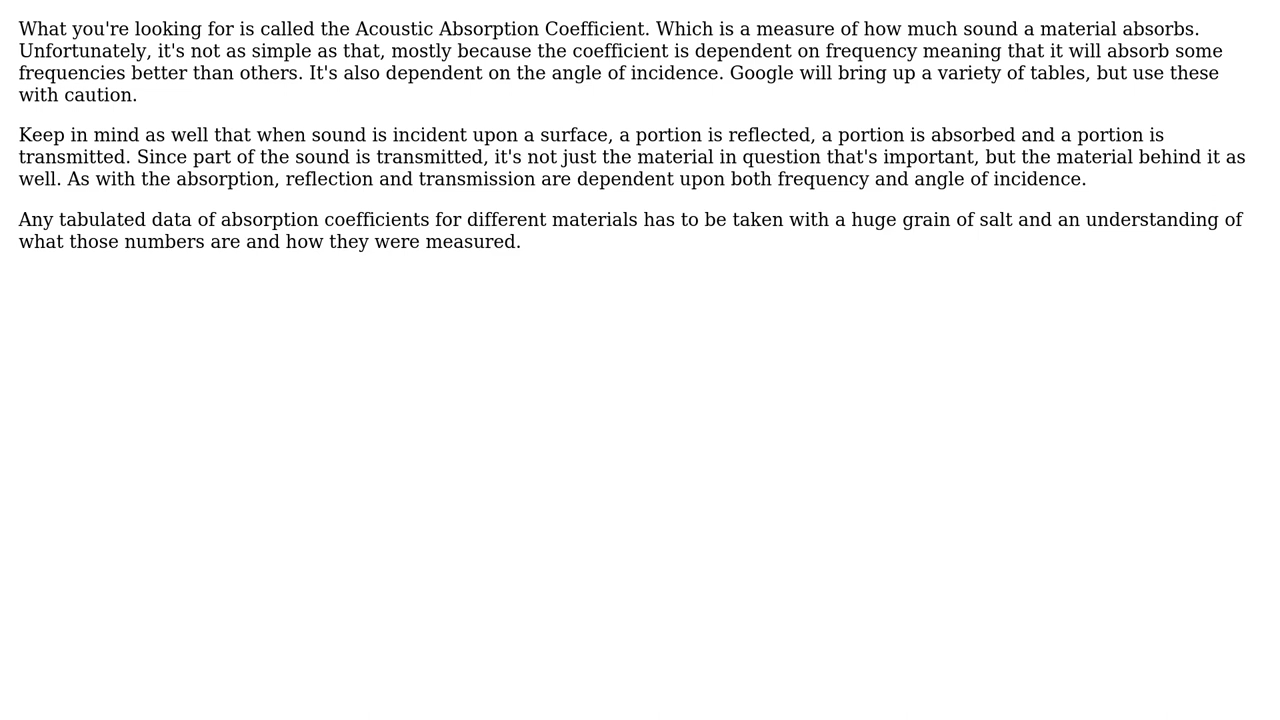 What you're looking for is called the Acoustic Absorption Coefficient. Which is a measure of how much sound a material absorbs.
Unfortunately, it's not as simple as that, mostly because the coefficient is dependent on frequency meaning that it will absorb some
frequencies better than others. It's also dependent on the angle of incidence. Google will bring up a variety of tables, but use these
with caution.
Keep in mind as well that when sound is incident upon a surface, a portion is reflected, a portion is absorbed and a portion is
transmitted. Since part of the sound is transmitted, it's not just the material in question that's important, but the material behind it as
well. As with the absorption, reflection and transmission are dependent upon both frequency and angle of incidence.
Any tabulated data of absorption coefficients for different materials has to be taken with a huge grain of salt and an understanding of
what those numbers are and how they were measured.